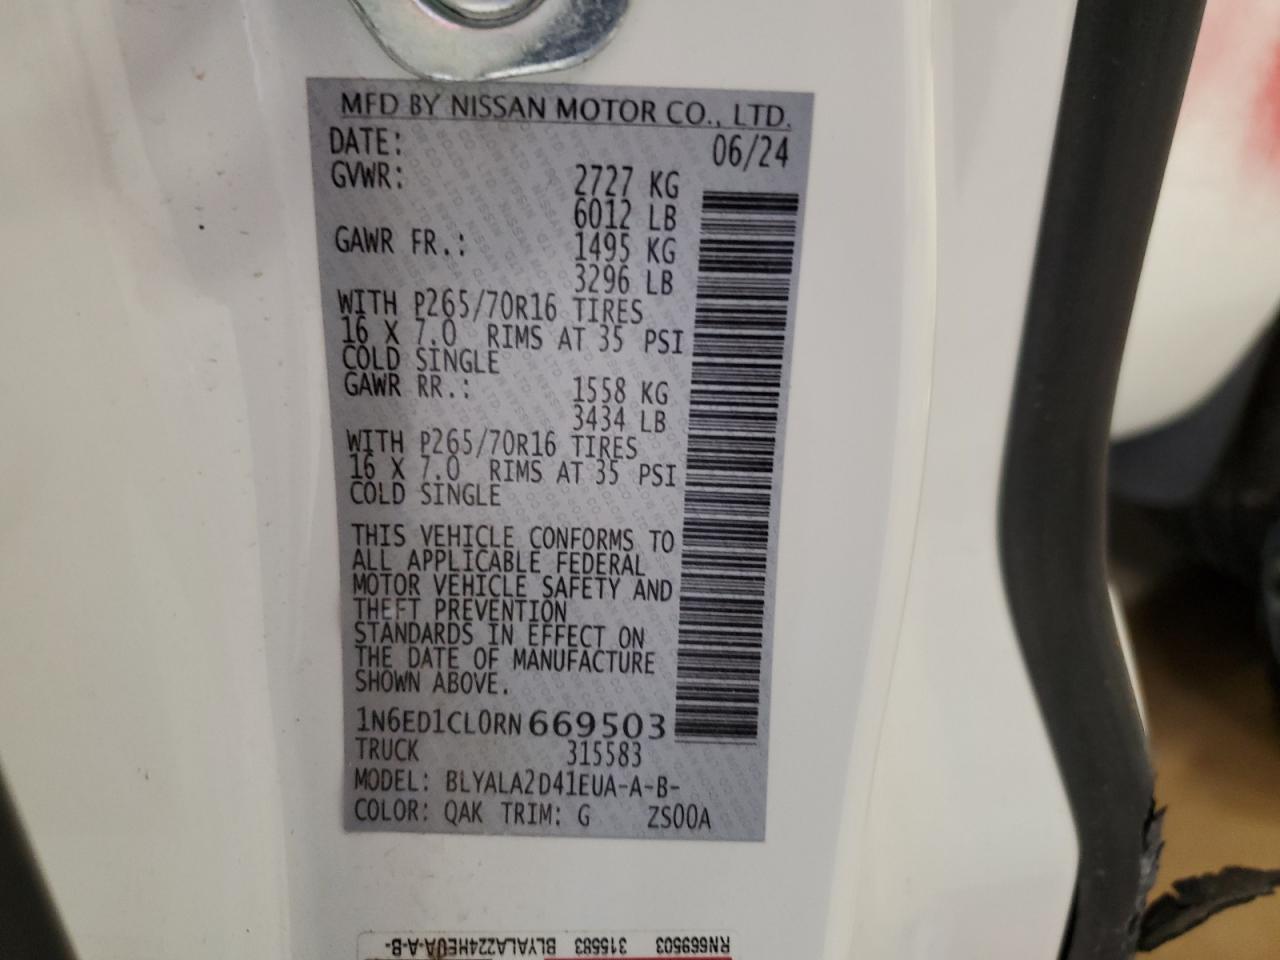 MFD BY NISSAN MOTOR CO., LTD.
DATE: 06/24
GVWR: 2727 KG
6012 LB
GAWR FR.: 1495 KG
3296 LB
WITH P265/70R16 TIRES
16 X 7.0 RIMS AT 35 PSI
COLD SINGLE
GAWR RR.: 1558 KG
3434 LB
WITH P265/70R16 TIRES
16 X 7.0 RIMS AT 35 PSI
COLD SINGLE
THIS VEHICLE CONFORMS TO
ALL APPLICABLE FEDERAL
MOTOR VEHICLE SAFETY AND
THEFT PREVENTION
STANDARDS IN EFFECT ON
THE DATE OF MANUFACTURE
SHOWN ABOVE.
1N6ED1CL0RN669503
TRUCK 315583
MODEL: BLYALA2D41EUA-A-B-
COLOR: QAK TRIM: G ZS00A
RN669503 315583 BLYALAZZ4HEUA-A-B-